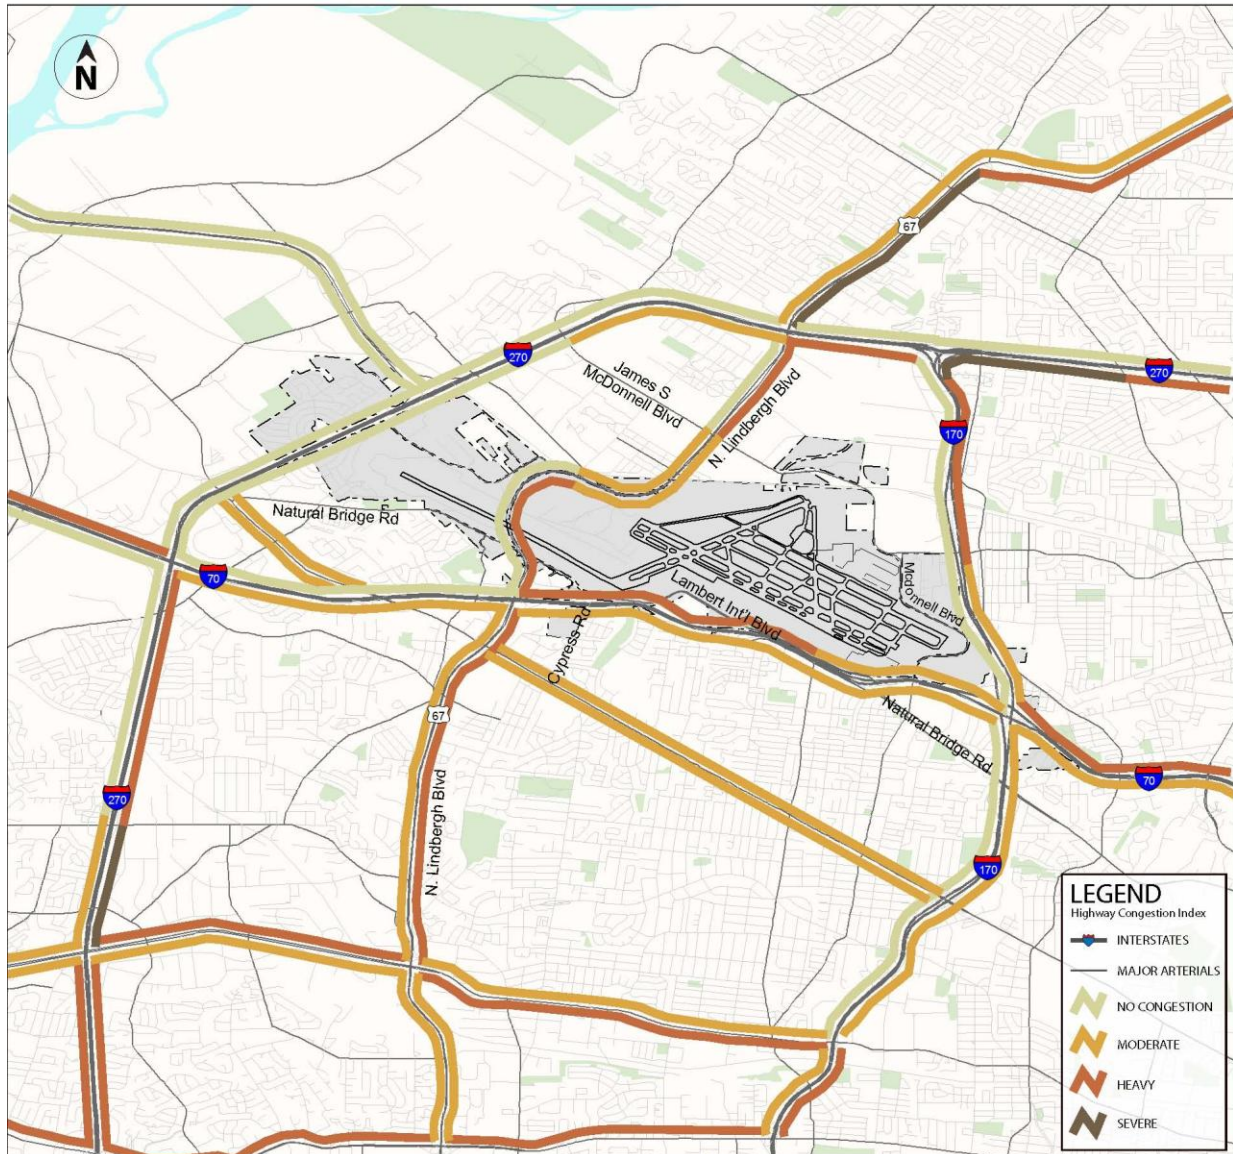 N
67
270
270
James S
McDonnell Blvd
N. Lindbergh Blvd
170
Natural Bridge Rd
70
Lambert Int'l Blvd
Mcdonnell Blvd
Cypress Rd
67
Natural Bridge Rd
70
270
N. Lindbergh Blvd
170
LEGEND
Highway Congestion Index
INTERSTATES
MAJOR ARTERIALS
NO CONGESTION
MODERATE
HEAVY
SEVERE